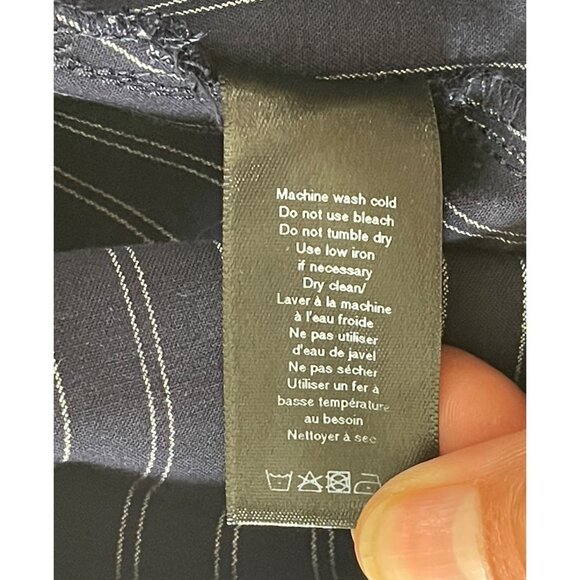 Machine wash cold
Do not use bleach
Do not tumble dry
Use low iron
if necessary
Dry clean/
Laver à la machine
à l'eau froide
Ne pas utiliser
d'eau de javel
Ne pas sécher
Utiliser un fer à
basse température
au besoin
Nettoyer à sec